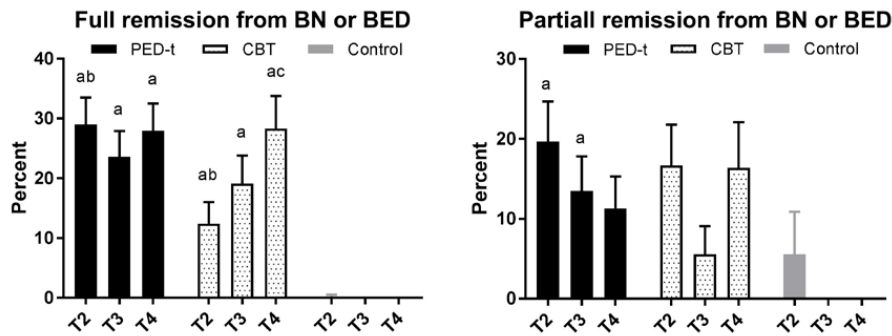 Full remission from BN or BED
PED-t CBT Control
40
30
20
10
0
Percent
ab
a
a
ab
a
ac
T2 T3 T4 T2 T3 T4 T2 T3 T4
Partiall remission from BN or BED
PED-t CBT Control
30
20
10
0
Percent
a
a
T2 T3 T4 T2 T3 T4 T2 T3 T4